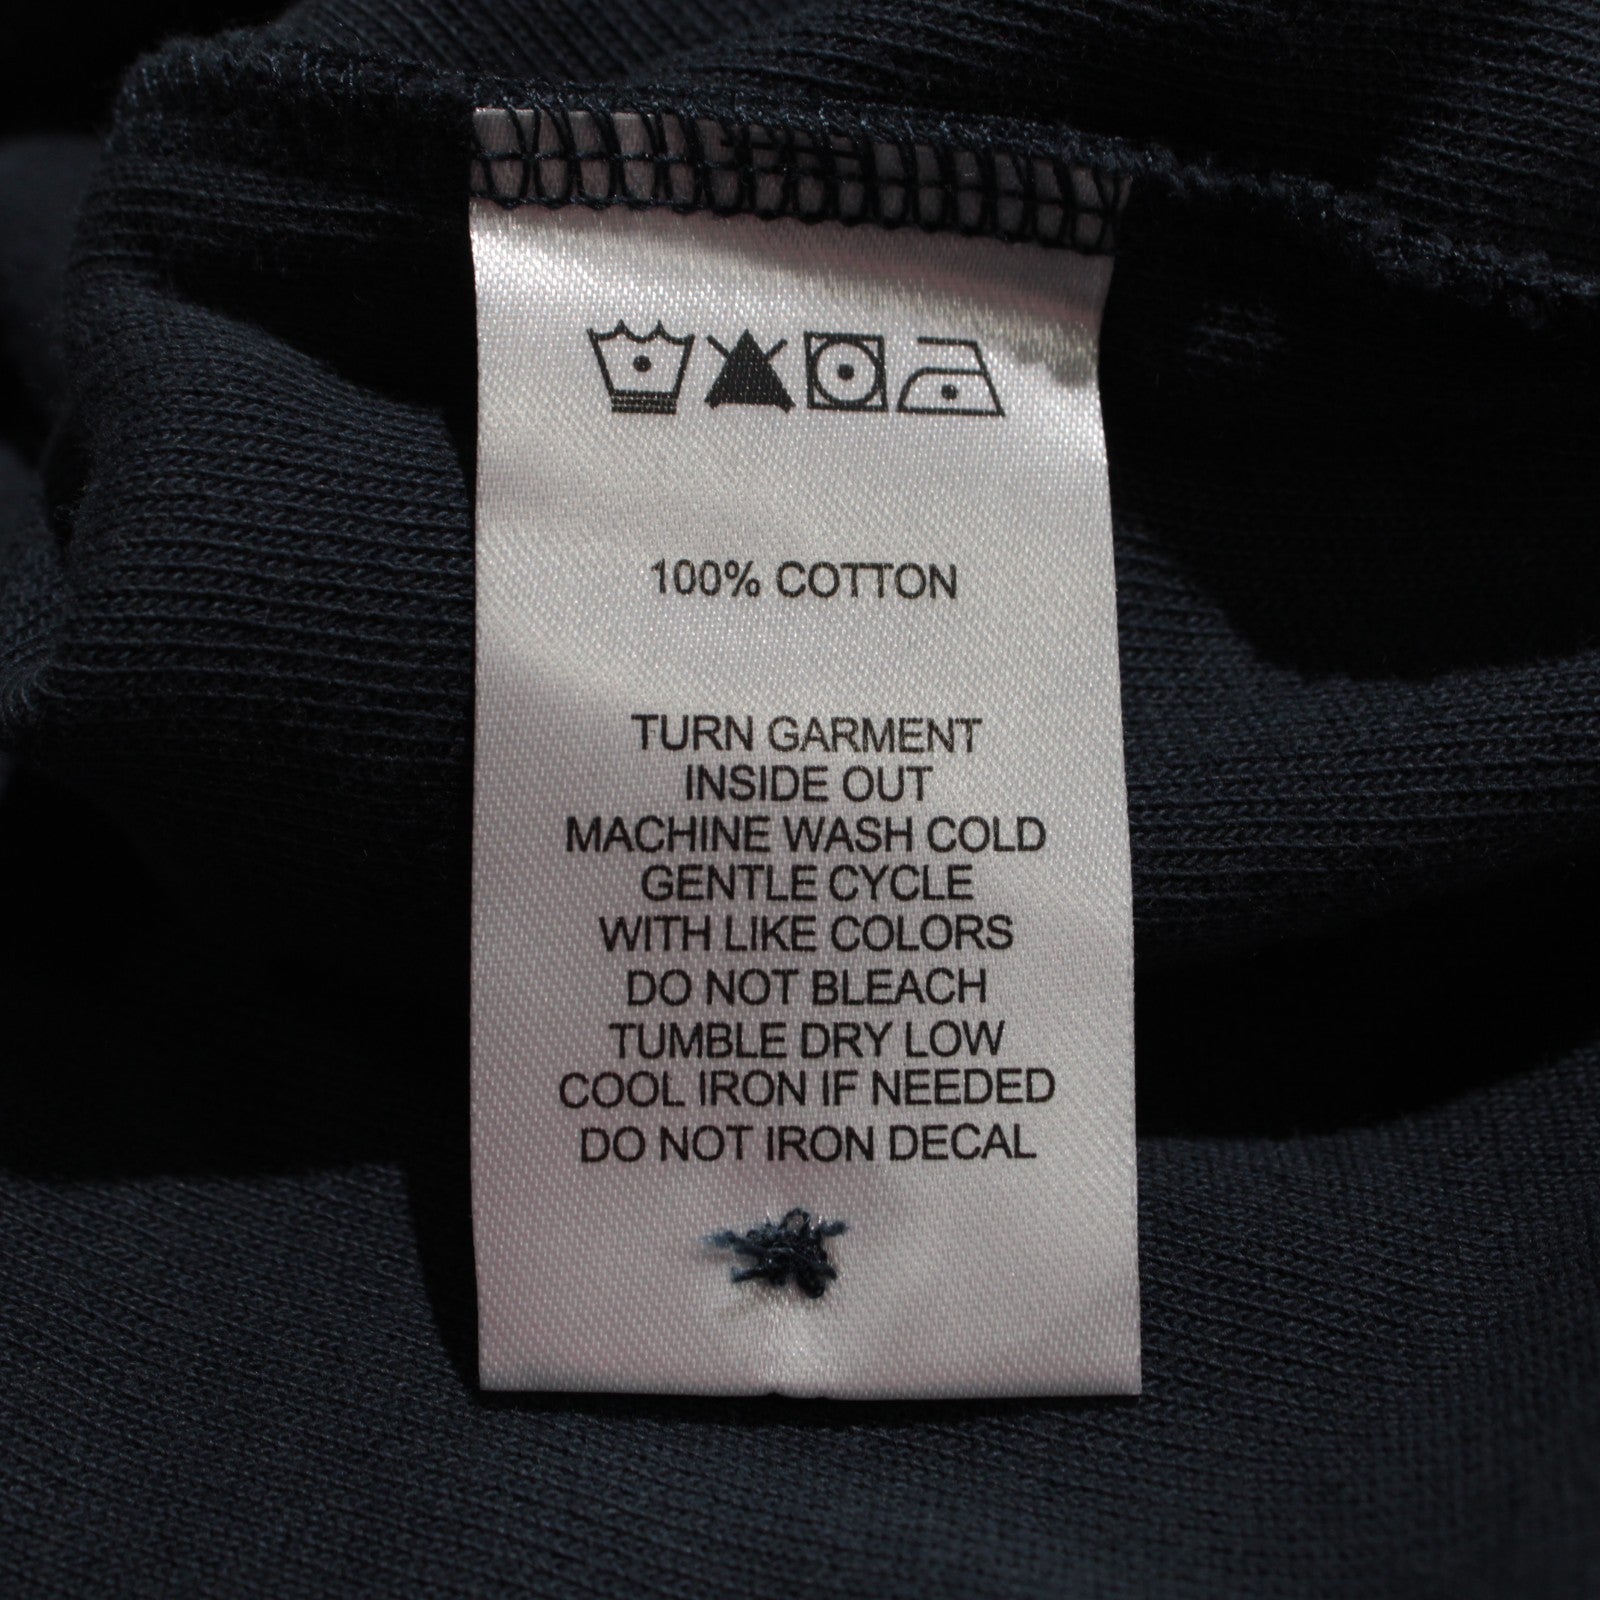 100% COTTON
TURN GARMENT
INSIDE OUT
MACHINE WASH COLD
GENTLE CYCLE
WITH LIKE COLORS
DO NOT BLEACH
TUMBLE DRY LOW
COOL IRON IF NEEDED
DO NOT IRON DECAL